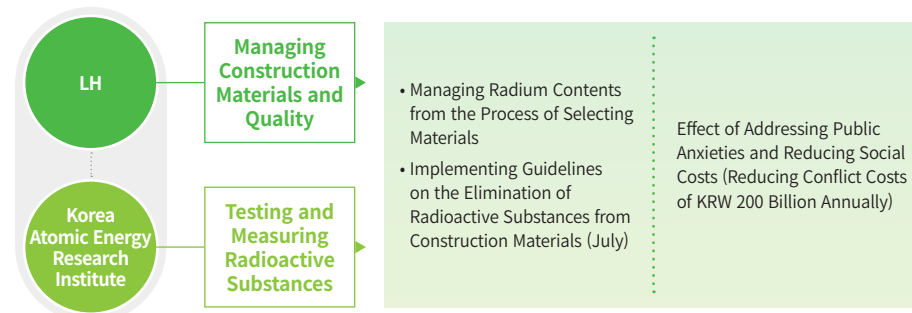 LH
Managing
Construction
Materials and
Quality
Korea
Atomic Energy
Research
Institute
Testing and
Measuring
Radioactive
Substances
• Managing Radium Contents
from the Process of Selecting
Materials
• Implementing Guidelines
on the Elimination of
Radioactive Substances from
Construction Materials (July)
Effect of Addressing Public
Anxieties and Reducing Social
Costs (Reducing Conflict Costs
of KRW 200 Billion Annually)